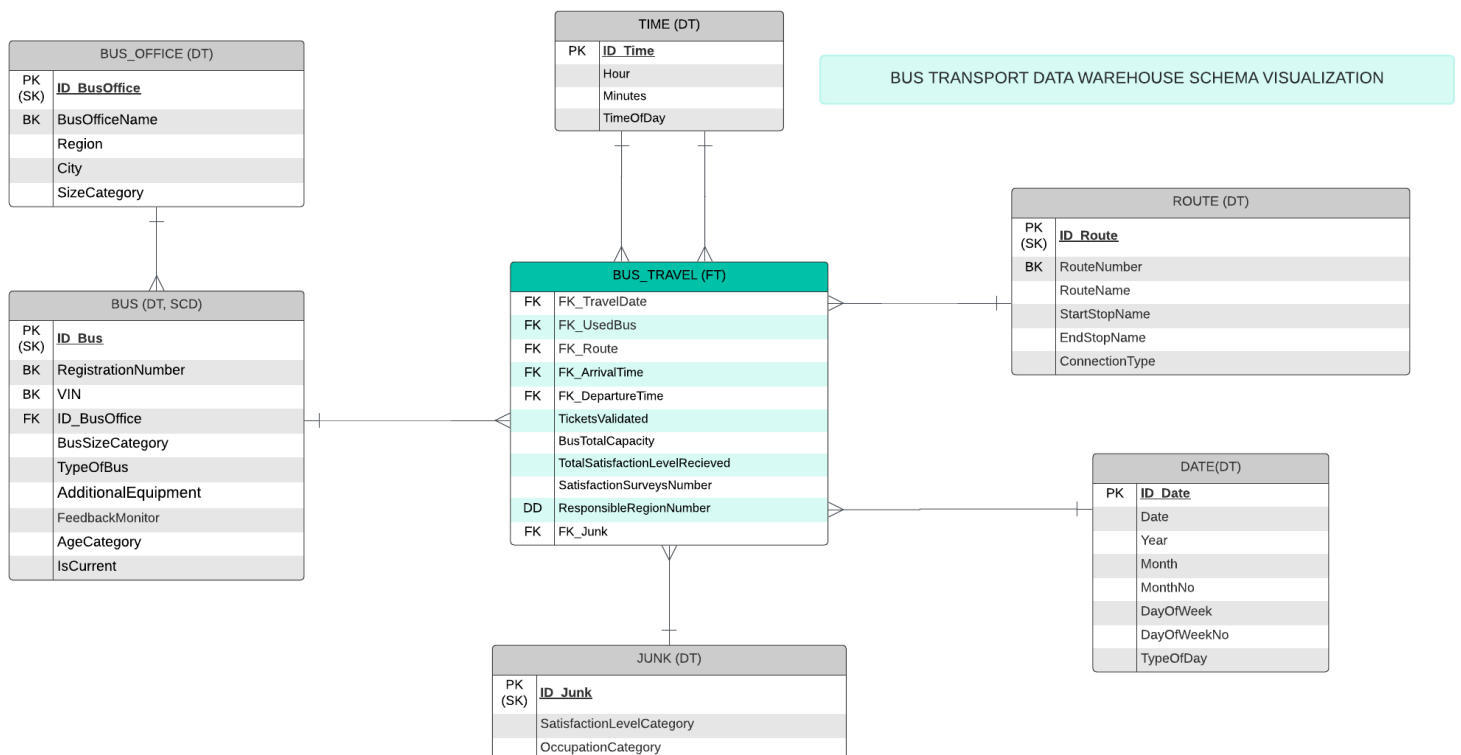 TIME (DT)
PK ID_Time
Hour
Minutes
TimeOfDay
BUS_OFFICE (DT)
PK
(SK) ID_BusOffice
BK BusOfficeName
Region
City
SizeCategory
BUS TRANSPORT DATA WAREHOUSE SCHEMA VISUALIZATION
ROUTE (DT)
PK
(SK) ID_Route
BK RouteNumber
RouteName
StartStopName
EndStopName
ConnectionType
BUS (DT, SCD)
PK
(SK) ID_Bus
BK RegistrationNumber
BK VIN
FK ID_BusOffice
BusSizeCategory
TypeOfBus
AdditionalEquipment
FeedbackMonitor
AgeCategory
IsCurrent
BUS_TRAVEL (FT)
FK FK_TravelDate
FK FK_UsedBus
FK FK_Route
FK FK_ArrivalTime
FK FK_DepartureTime
TicketsValidated
BusTotalCapacity
TotalSatisfactionLevelRecieved
SatisfactionSurveysNumber
DD ResponsibleRegionNumber
FK FK_Junk
DATE(DT)
PK ID_Date
Date
Year
Month
MonthNo
DayOfWeek
DayOfWeekNo
TypeOfDay
JUNK (DT)
PK
(SK) ID_Junk
SatisfactionLevelCategory
OccupationCategory